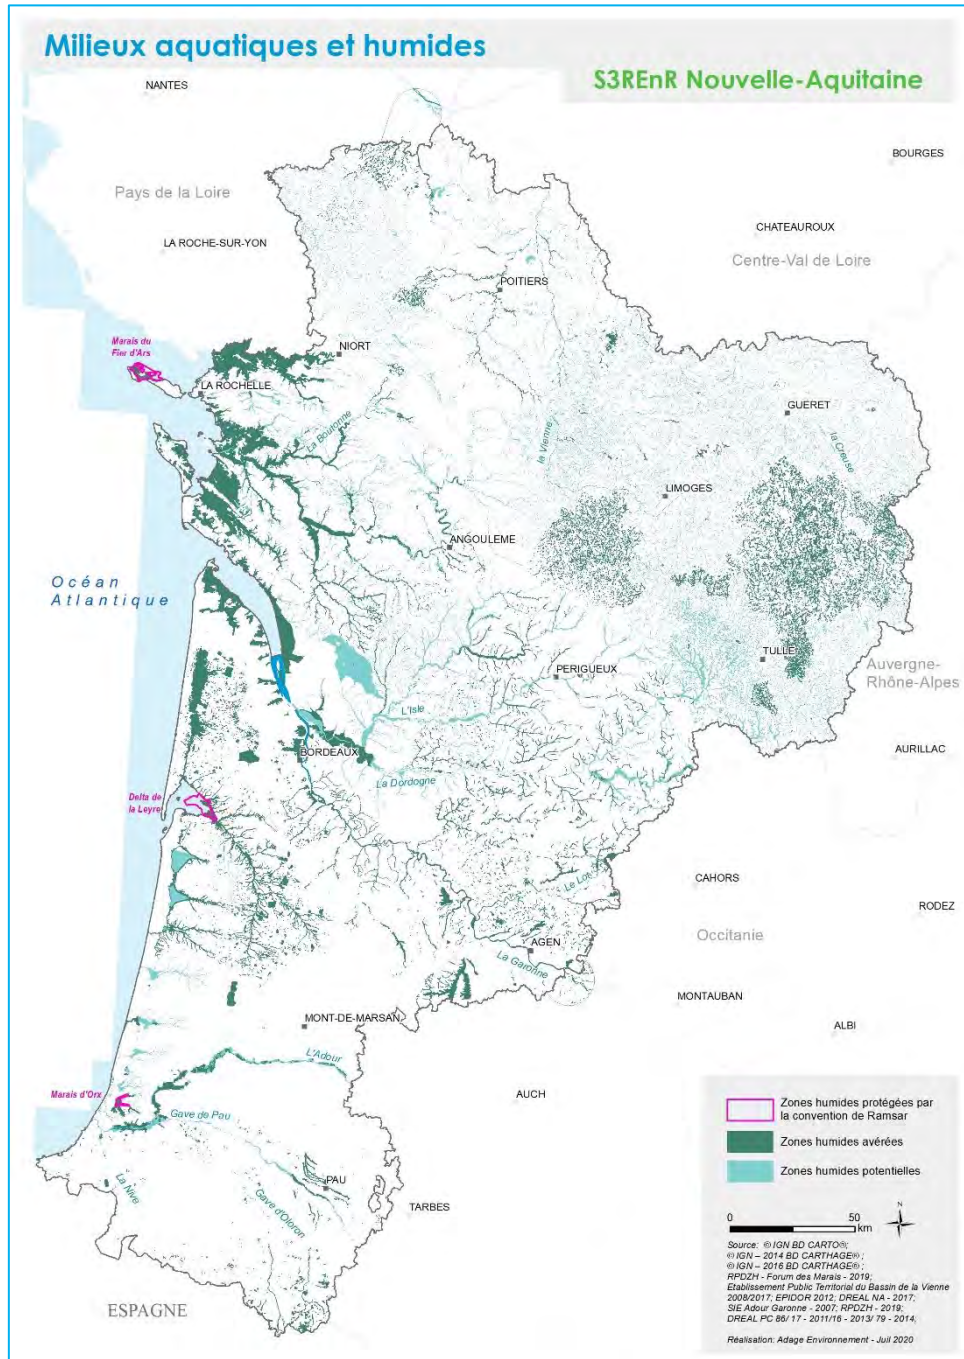 Milieux aquatiques et humides
S3REnR Nouvelle-Aquitaine
NANTES
BOURGES
Pays de la Loire
CHATEAUROUX
LA ROCHE-SUR-YON
Centre-Val de Loire
POITIERS
Marais du
Fier d'Ars
NIORT
LA ROCHELLE
GUERET
La Boutonne
la Vienne
la Creuse
LIMOGES
ANGOULEME
Océan
Atlantique
TULLE
PERIGUEUX
Auvergne-
Rhône-Alpes
L'Isle
BORDEAUX
AURILLAC
La Dordogne
Delta de
la Leyre
Le Lot
CAHORS
RODEZ
Occitanie
AGEN
La Garonne
MONTAUBAN
MONT-DE-MARSAN
ALBI
L'Adour
Marais d'Orx
AUCH
Gave de Pau
La Nive
PAU
Gave d'Oloron
TARBES
ESPAGNE
Zones humides protégées par
la convention de Ramsar
Zones humides avérées
Zones humides potentielles
0 50
km
N
Source: © IGN BD CARTO®;
© IGN – 2014 BD CARTHAGE® ;
© IGN – 2016 BD CARTHAGE® ;
RPDZH - Forum des Marais - 2019;
Etablissement Public Territorial du Bassin de la Vienne
2008/2017; EPIDOR 2012; DREAL NA - 2017;
SIE Adour Garonne - 2007; RPDZH - 2019;
DREAL PC 86/ 17 - 2011/16 - 2013/ 79 - 2014,
Réalisation: Adage Environnement - Juil 2020